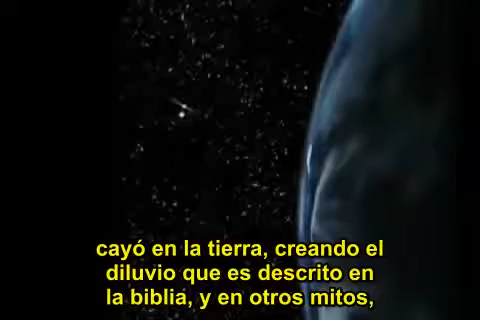 cayó en la tierra, creando el
diluvio que es descrito en
la biblia, y en otros mitos,